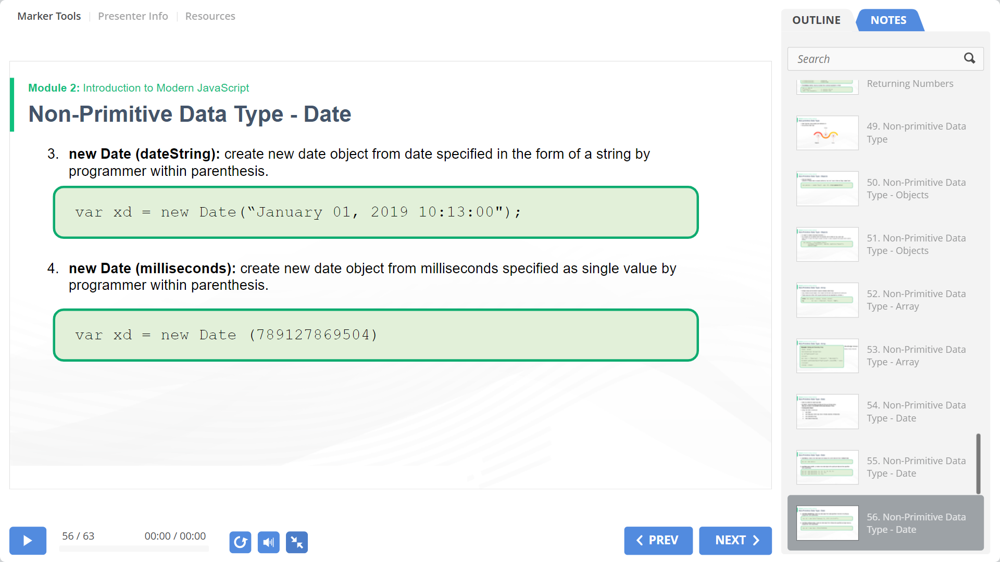 Marker Tools
Presenter Info
Resources
OUTLINE
NOTES
Search
Module 2: Introduction to Modern JavaScript
Non-Primitive Data Type - Date
3. new Date (dateString): create new date object from date specified in the form of a string by
programmer within parenthesis.
var xd = new Date(“January 01, 2019 10:13:00");
4. new Date (milliseconds): create new date object from milliseconds specified as single value by
programmer within parenthesis.
var xd = new Date (789127869504)
Returning Numbers
49. Non-primitive Data
Type
50. Non-Primitive Data
Type - Objects
51. Non-Primitive Data
Type - Objects
52. Non-Primitive Data
Type - Array
53. Non-Primitive Data
Type - Array
54. Non-Primitive Data
Type - Date
55. Non-Primitive Data
Type - Date
56. Non-Primitive Data
Type - Date
56 / 63
00:00 / 00:00
PREV
NEXT